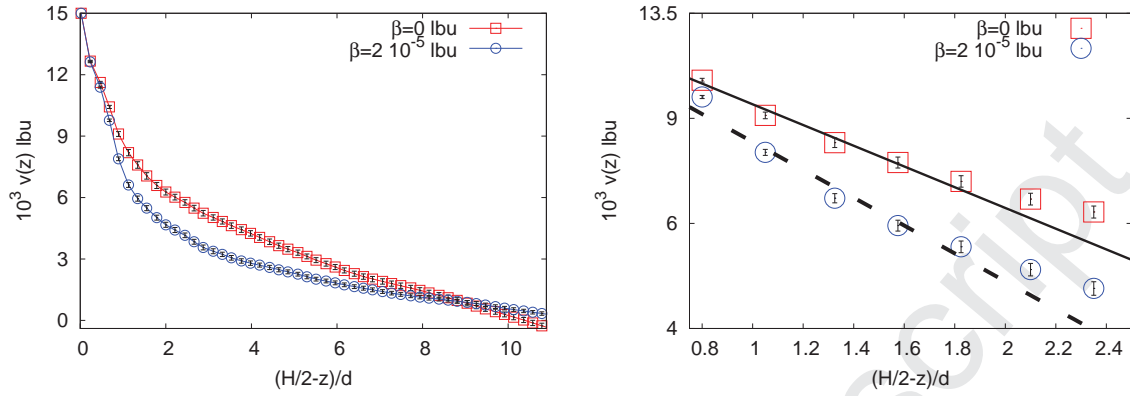 15
12
9
6
3
0
10³ v(z) lbu
0 2 4 6 8 10
(H/2-z)/d
β=0 lbu
β=2 10⁻⁵ lbu
13.5
9
6
4
10³ v(z) lbu
0.8 1 1.2 1.4 1.6 1.8 2 2.2 2.4
(H/2-z)/d
β=0 lbu
β=2 10⁻⁵ lbu
script